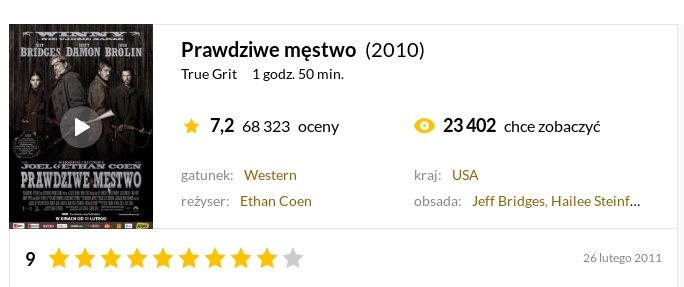 WINNY
JEFF MATT JOSH
BRIDGES DAMON BROLIN
JOEL & ETHAN COEN
PRAWDZIWE MĘSTWO
W KINACH OD 11 LUTEGO
Prawdziwe męstwo (2010)
True Grit 1 godz. 50 min.
7,2 68 323 oceny
23 402 chce zobaczyć
gatunek: Western
kraj: USA
reżyser: Ethan Coen
obsada: Jeff Bridges, Hailee Steinf...
9
26 lutego 2011